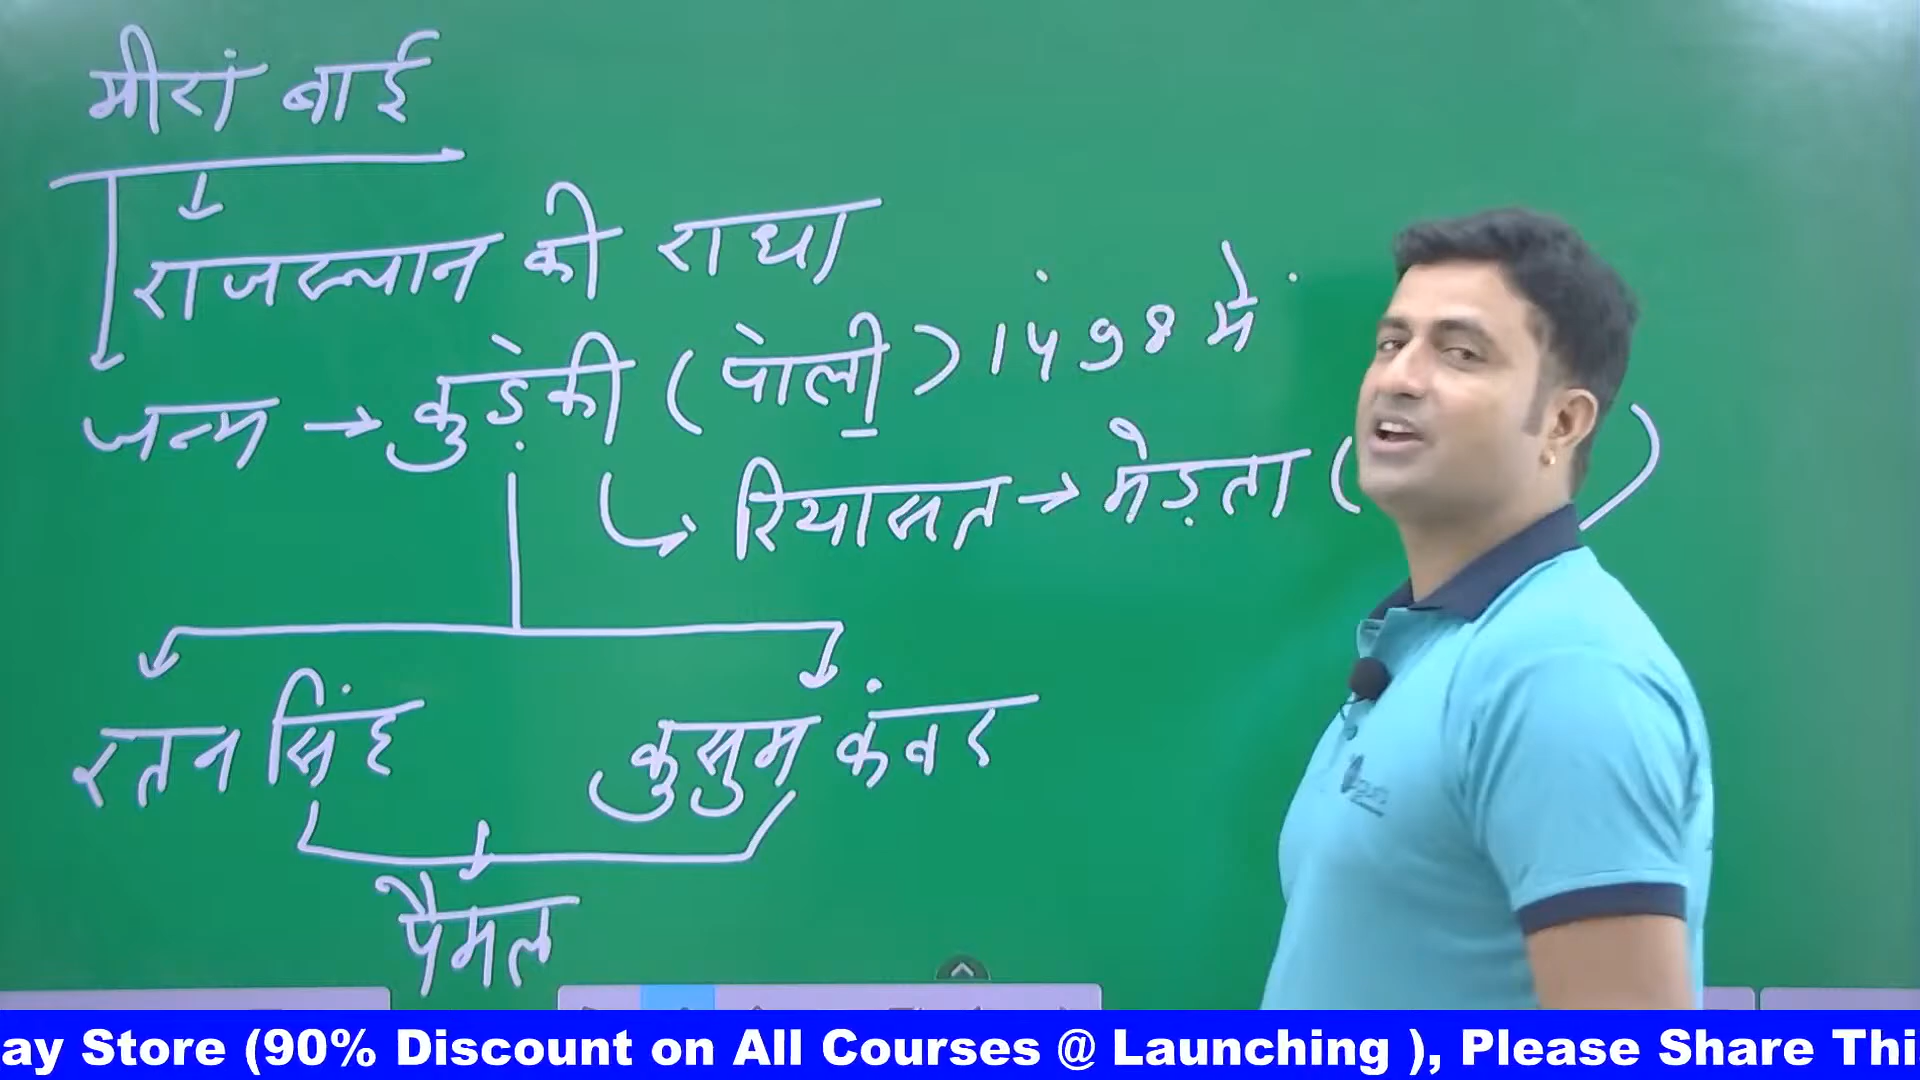 मीरां बाई
राजस्थान की राधा
जन्म → कुड़ेकी (पाली) 1498 में
रियासत → मेड़ता ( )
रतन सिंह
कुसुम कंवर
पैमल
ay Store (90% Discount on All Courses @ Launching ), Please Share Thi